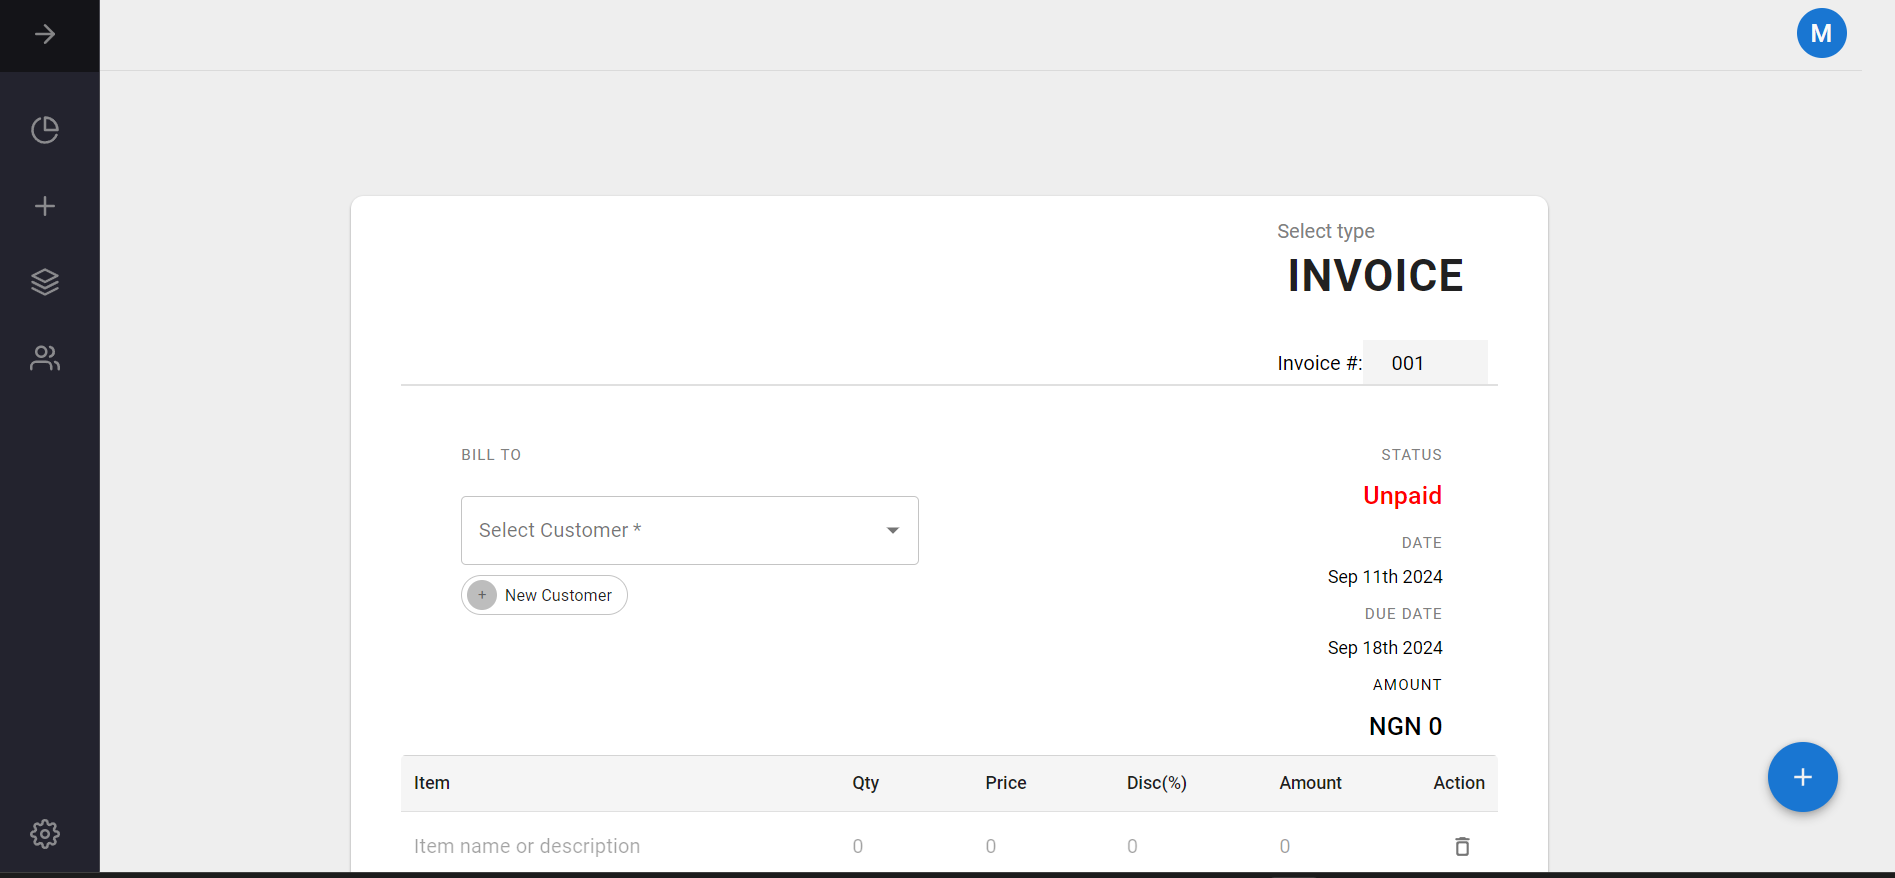 M
Select type
INVOICE
Invoice #: 001
BILL TO
STATUS
Unpaid
Select Customer *
DATE
Sep 11th 2024
+ New Customer
DUE DATE
Sep 18th 2024
AMOUNT
NGN 0
Item Qty Price Disc(%) Amount Action
Item name or description 0 0 0 0